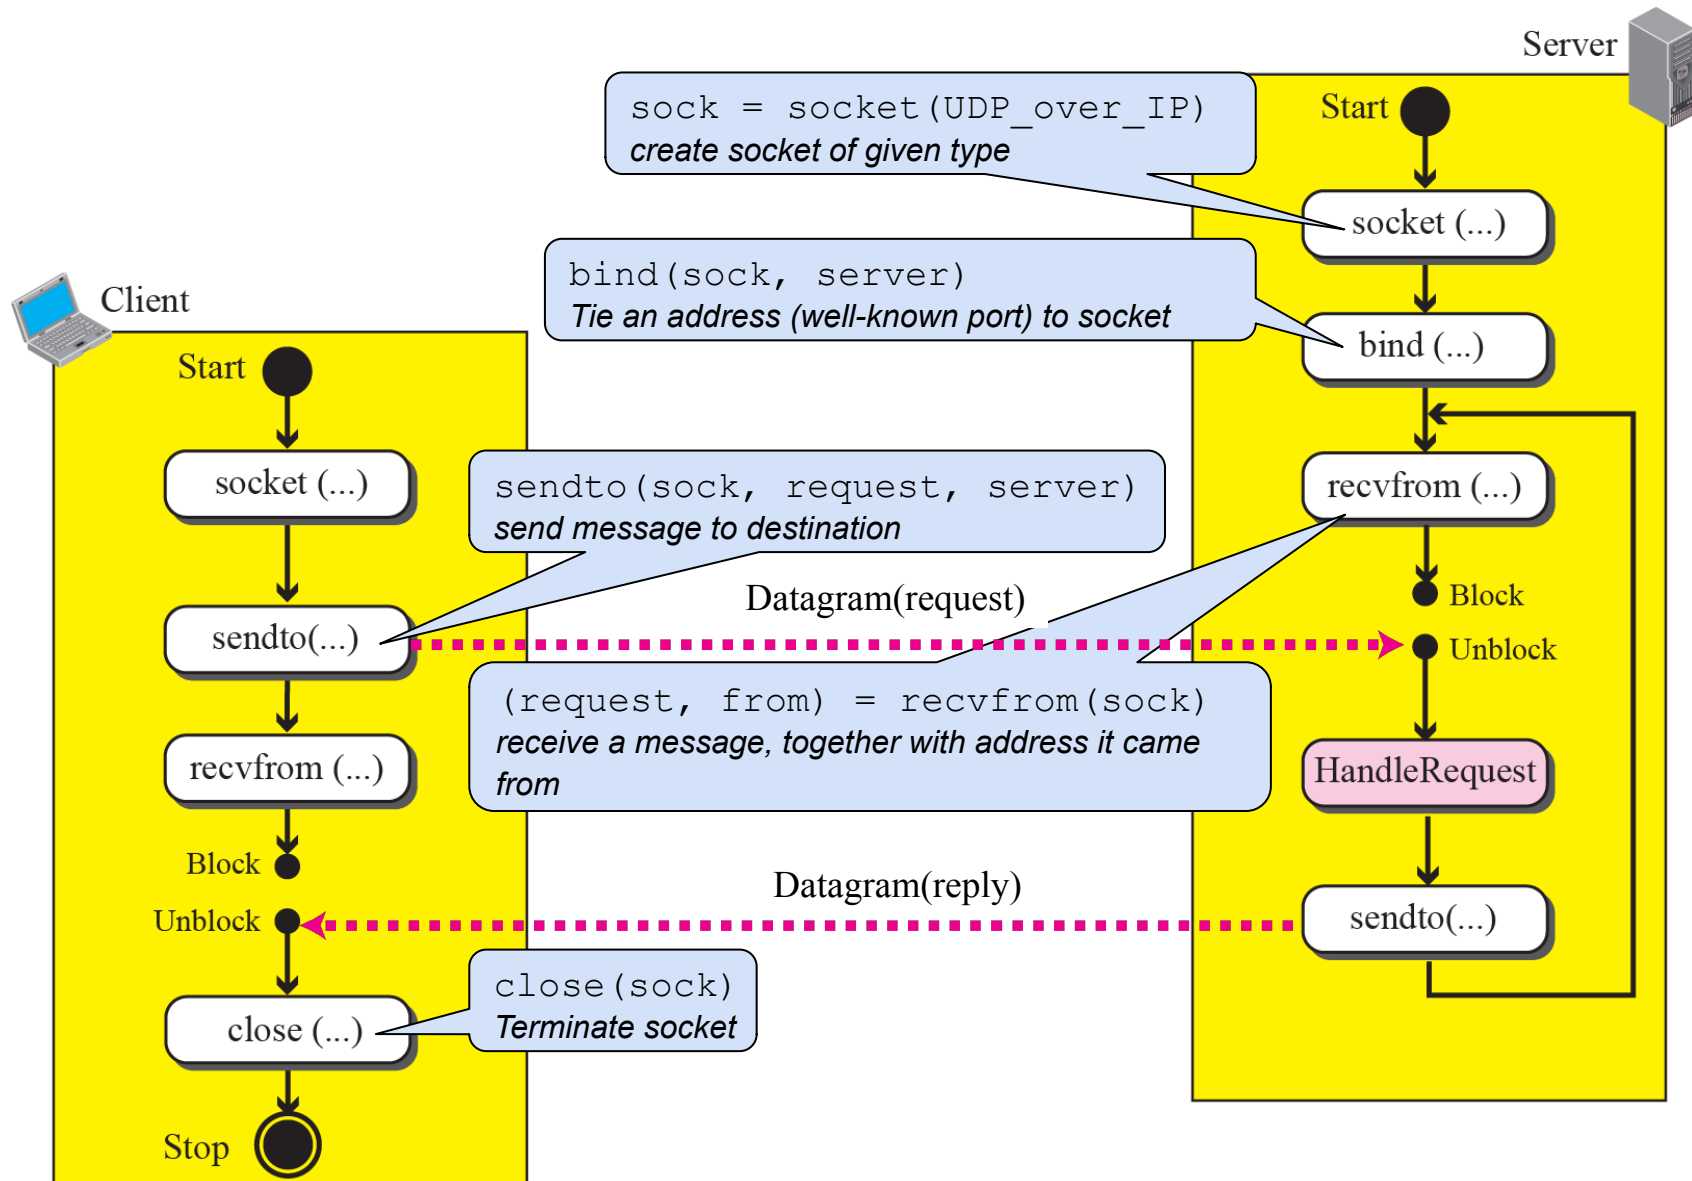 Server
sock = socket(UDP_over_IP)
create socket of given type
Start
socket (...)
bind(sock, server)
Tie an address (well-known port) to socket
bind (...)
Client
Start
socket (...)
sendto(sock, request, server)
send message to destination
recvfrom (...)
Datagram(request)
Block
sendto(...)
Unblock
(request, from) = recvfrom(sock)
receive a message, together with address it came
from
recvfrom (...)
HandleRequest
Block
Datagram(reply)
Unblock
sendto(...)
close(sock)
Terminate socket
close (...)
Stop